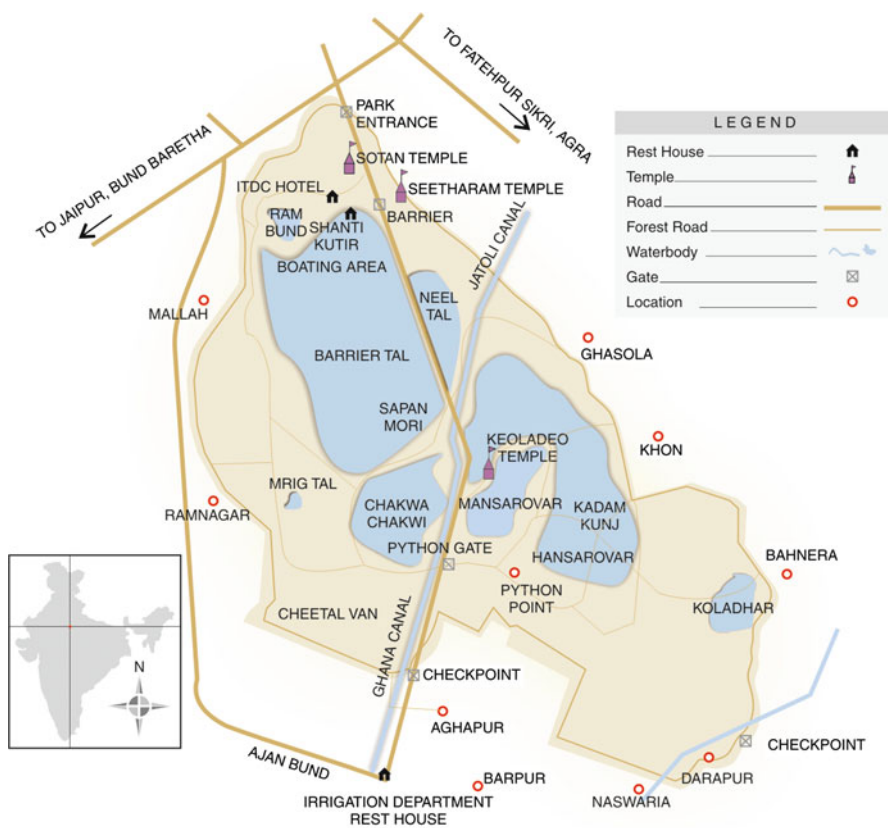 TO FATEHPUR SIKRI, AGRA
TO JAIPUR, BUND BARETHA
PARK
ENTRANCE
SOTAN TEMPLE
ITDC HOTEL
SEETHARAM TEMPLE
RAM
BUND
SHANTI
KUTIR
BARRIER
BOATING AREA
JATOLI CANAL
NEEL
TAL
MALLAH
BARRIER TAL
GHASOLA
SAPAN
MORI
KEOLADEO
TEMPLE
KHON
MRIG TAL
RAMNAGAR
CHAKWA
CHAKWI
MANSAROVAR
KADAM
KUNJ
PYTHON GATE
HANSAROVAR
BAHNERA
PYTHON
POINT
KOLADHAR
CHEETAL VAN
GHANA CANAL
CHECKPOINT
AGHAPUR
CHECKPOINT
AJAN BUND
BARPUR
DARAPUR
NASWARIA
IRRIGATION DEPARTMENT
REST HOUSE
N
LEGEND
Rest House
Temple
Road
Forest Road
Waterbody
Gate
Location